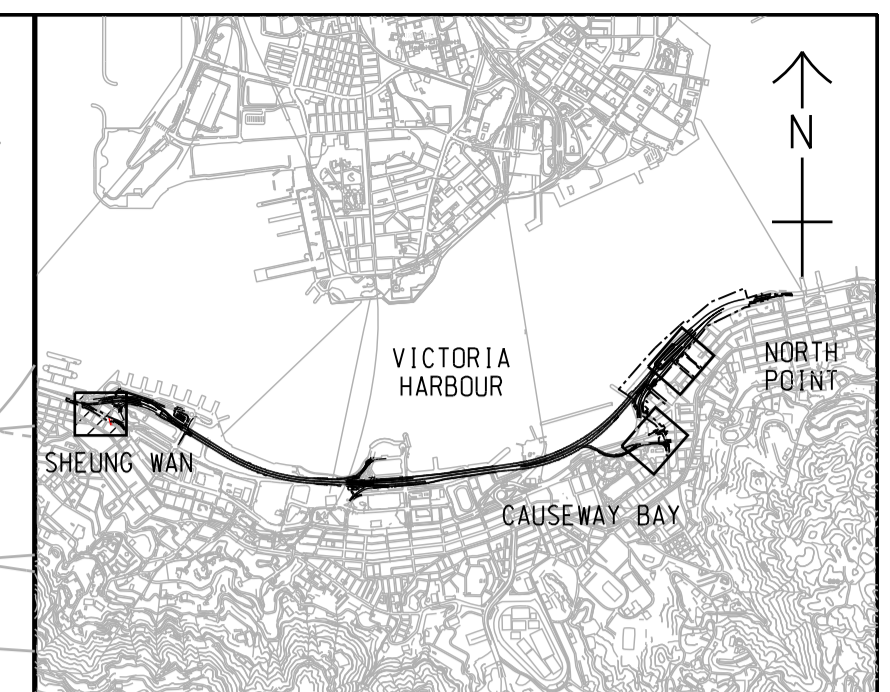 N
VICTORIA
HARBOUR
NORTH
POINT
SHEUNG WAN
CAUSEWAY BAY